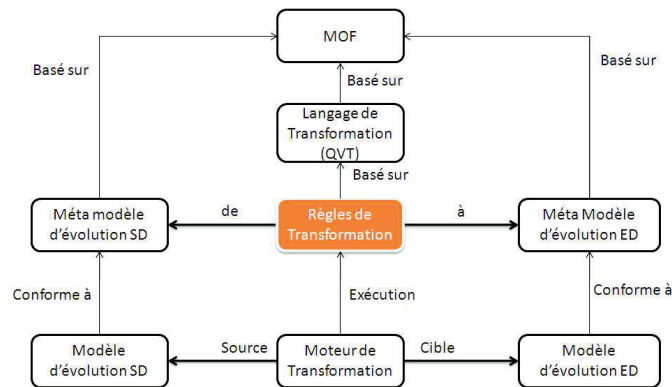 MOF
Basé sur
Basé sur
Basé sur
Langage de
Transformation
(QVT)
Basé sur
Méta modèle
d'évolution SD
de
Règles de
Transformation
à
Méta Modèle
d'évolution ED
Conforme à
Exécution
Conforme à
Modèle
d'évolution SD
Source
Moteur de
Transformation
Cible
Modèle
d'évolution ED